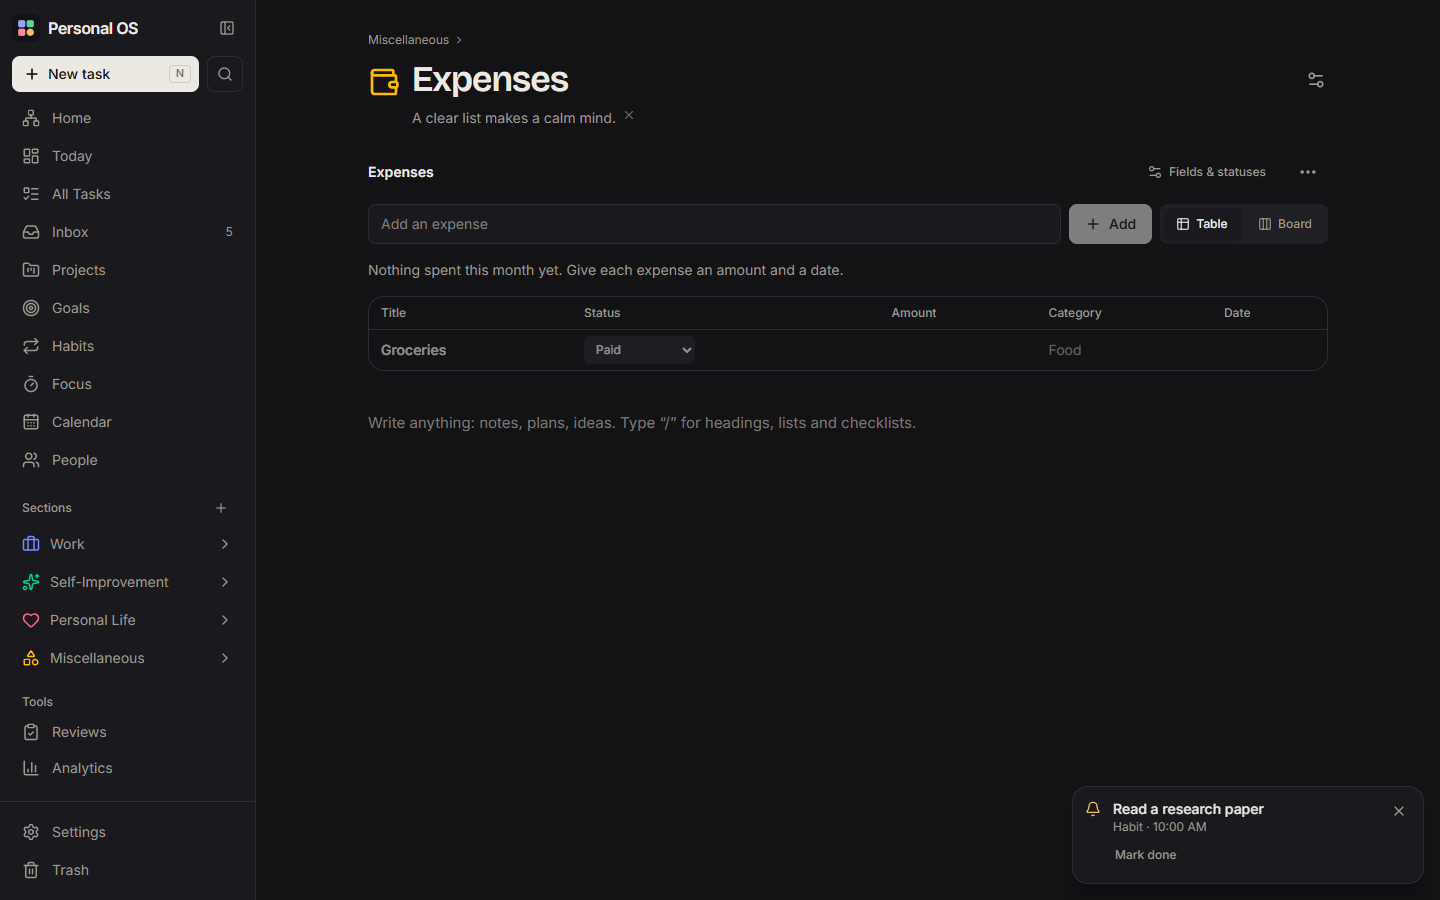 Personal OS
New task N
Home
Today
All Tasks
Inbox 5
Projects
Goals
Habits
Focus
Calendar
People
Sections
Work
Self-Improvement
Personal Life
Miscellaneous
Tools
Reviews
Analytics
Settings
Trash
Miscellaneous
Expenses
A clear list makes a calm mind.
Expenses
Fields & statuses
Add an expense
Add
Table
Board
Nothing spent this month yet. Give each expense an amount and a date.
Title Status Amount Category Date
Groceries Paid Food
Write anything: notes, plans, ideas. Type “/” for headings, lists and checklists.
Read a research paper
Habit · 10:00 AM
Mark done